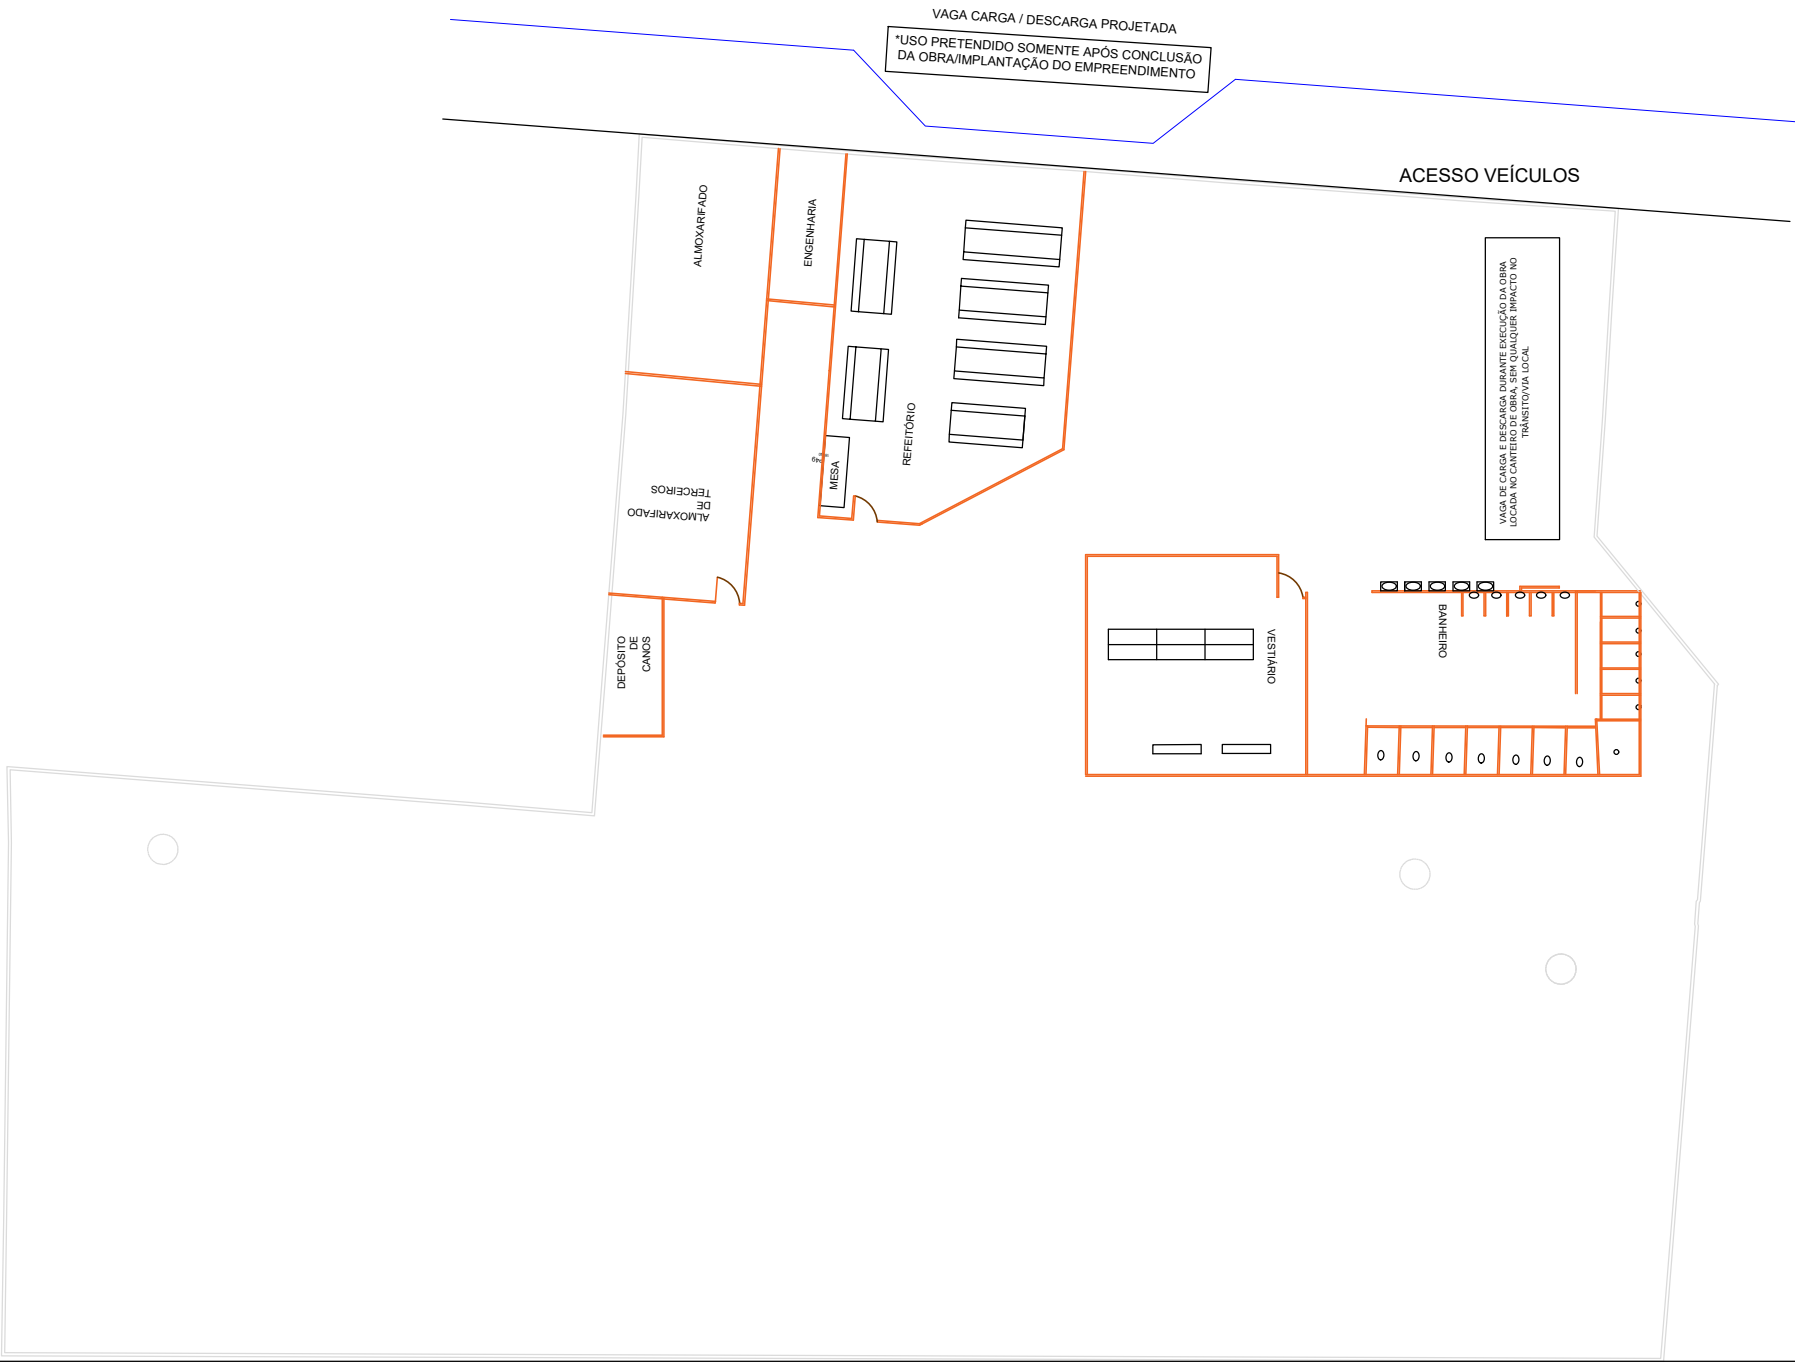 VAGA CARGA / DESCARGA PROJETADA
*USO PRETENDIDO SOMENTE APÓS CONCLUSÃO
DA OBRA/IMPLANTAÇÃO DO EMPREENDIMENTO
ACESSO VEÍCULOS
ALMOXARIFADO
ENGENHARIA
REFEITÓRIO
MESA
ALMOXARIFADO
DE
TERCEIROS
DEPÓSITO
DE
CANOS
VESTIÁRIO
BANHEIRO
VAGA DE CARGA E DESCARGA DURANTE EXECUÇÃO DA OBRA
LOCADA NO CANTEIRO DE OBRA, SEM QUALQUER IMPACTO NO
TRÂNSITO/VIA LOCAL